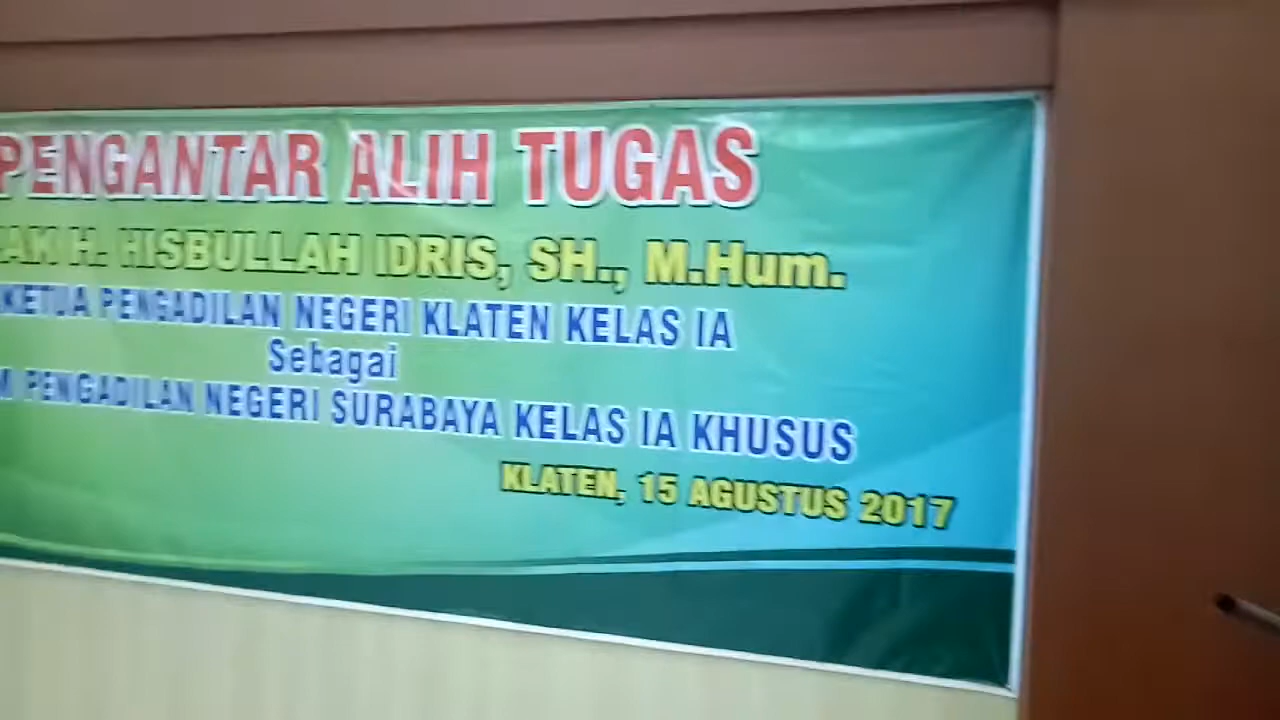 PENGANTAR ALIH TUGAS
H. HISBULLAH IDRIS, SH., M.Hum.
KETUA PENGADILAN NEGERI KLATEN KELAS IA
Sebagai
PENGADILAN NEGERI SURABAYA KELAS IA KHUSUS
KLATEN, 15 AGUSTUS 2017